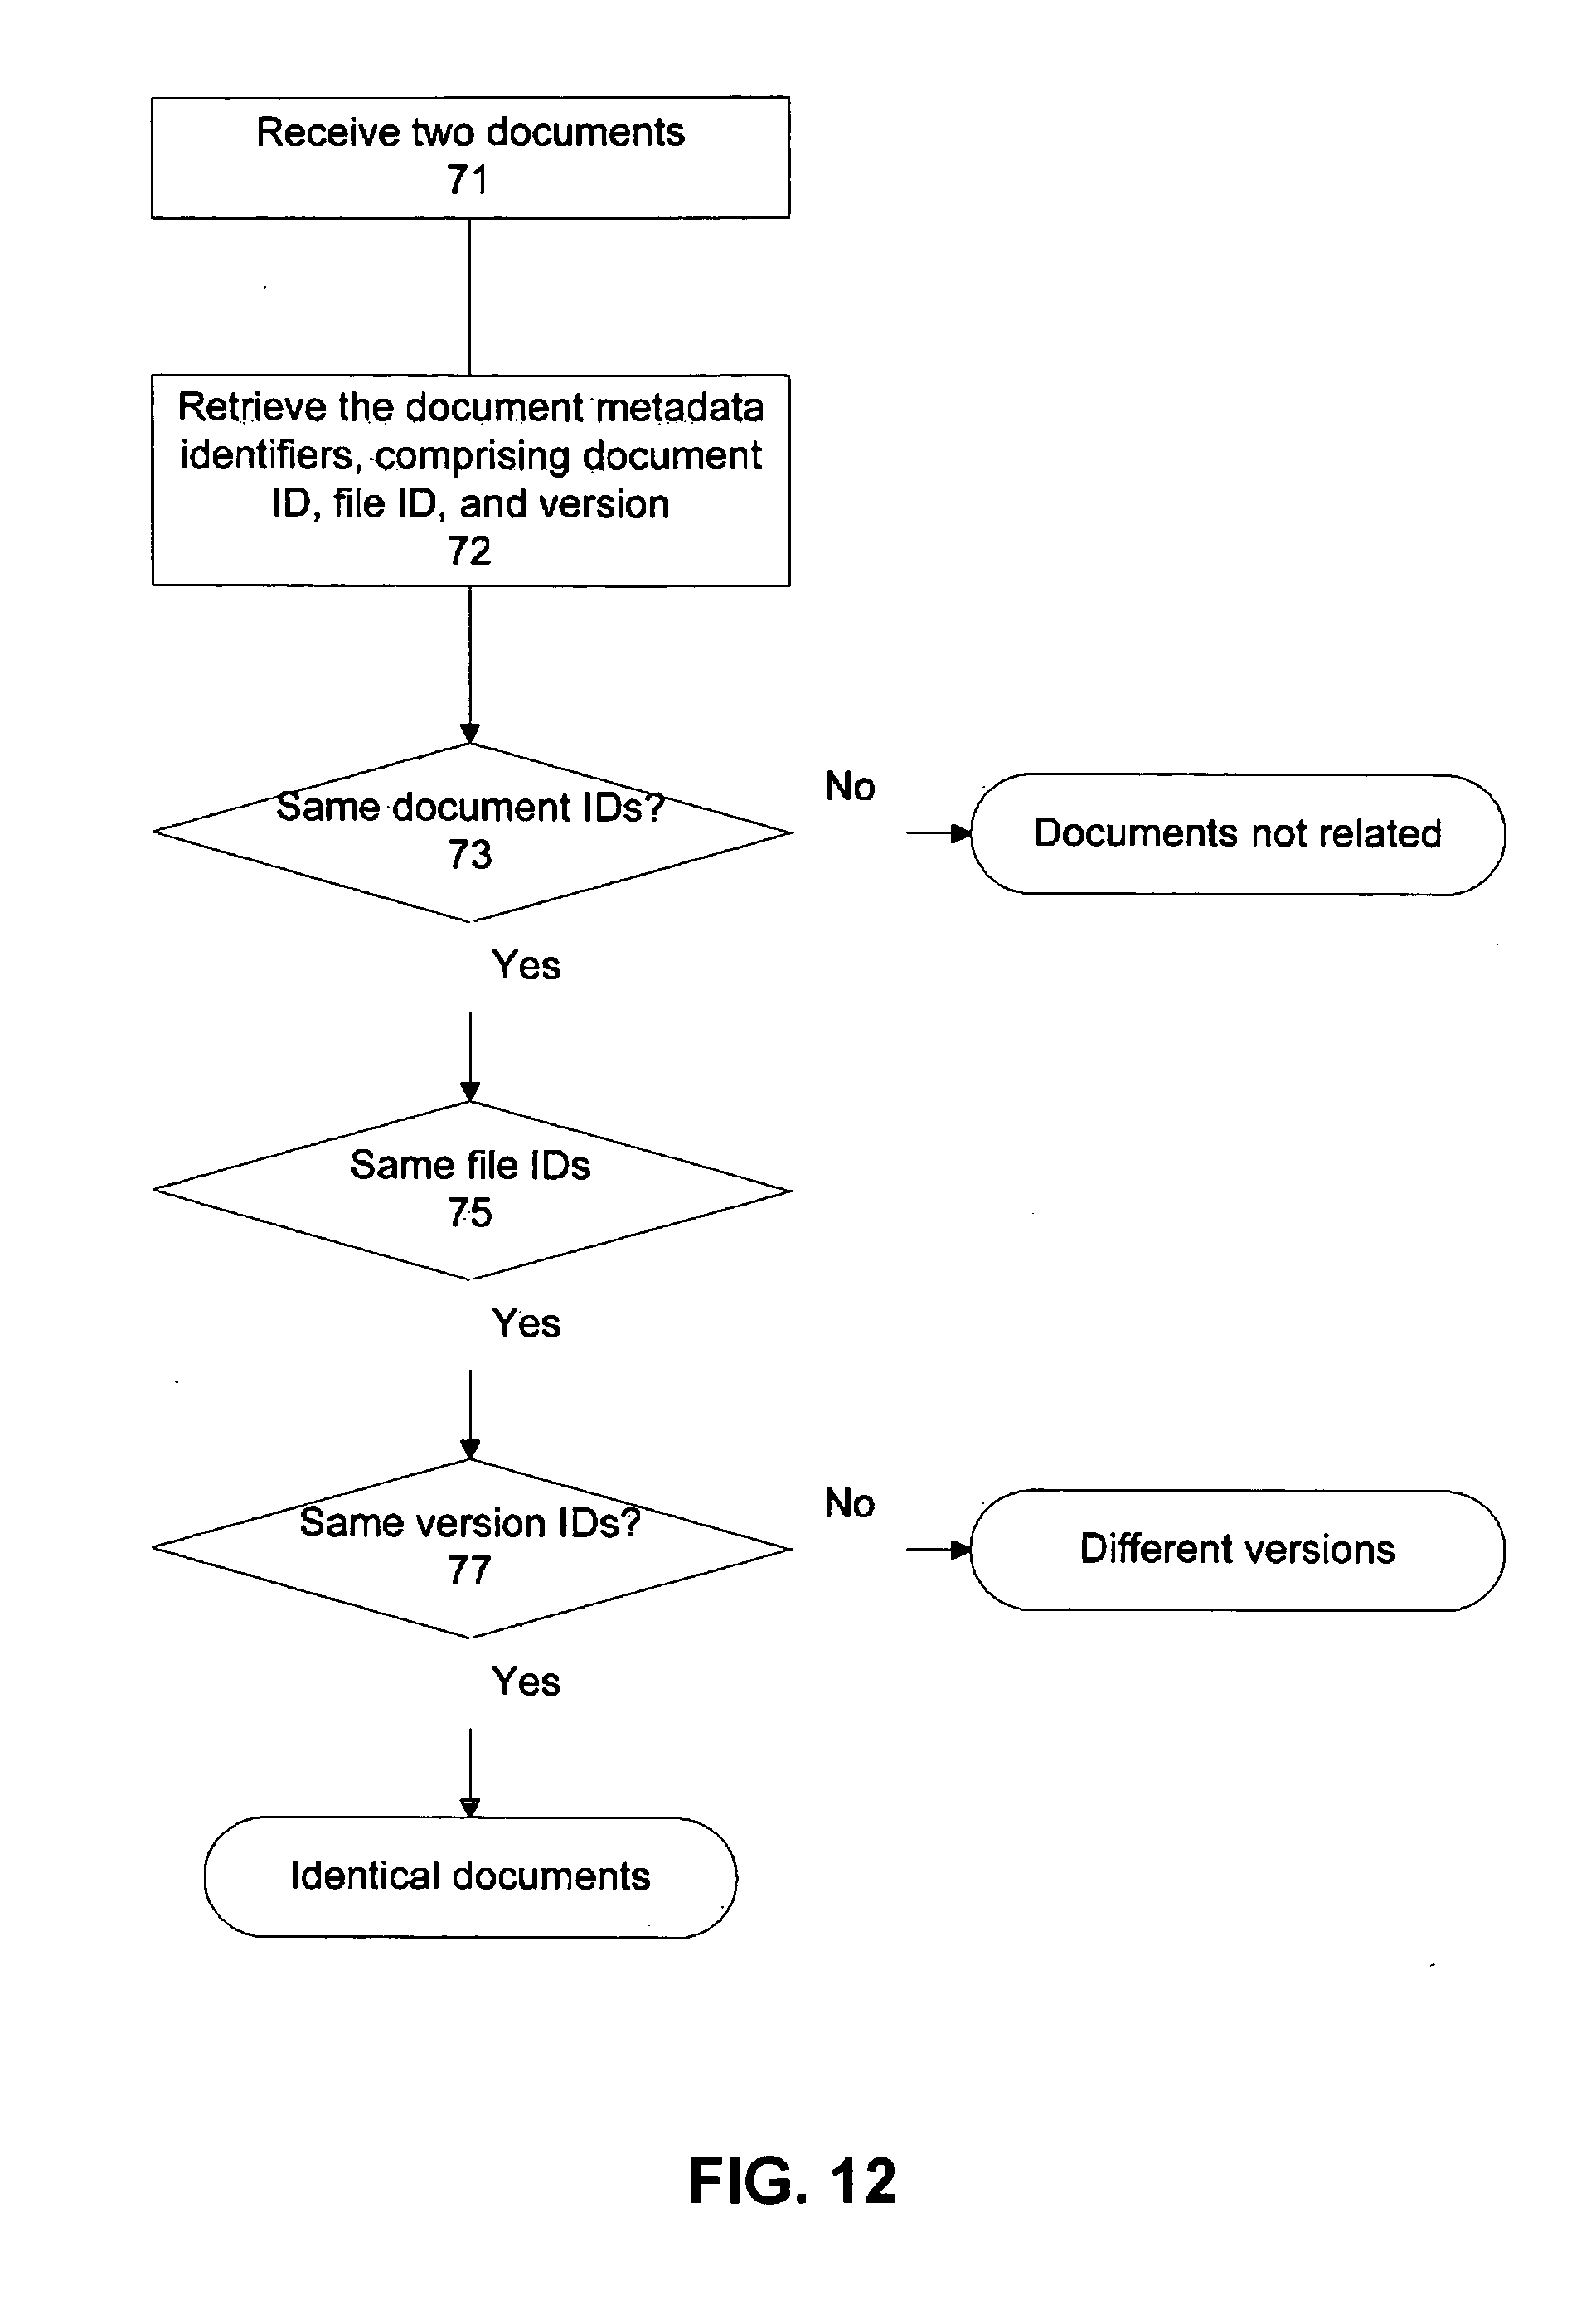 Receive two documents
71
Retrieve the document metadata
identifiers, comprising document
ID, file ID, and version
72
Same document IDs?
73
No
Documents not related
Yes
Same file IDs
75
Yes
Same version IDs?
77
No
Different versions
Yes
Identical documents
FIG. 12